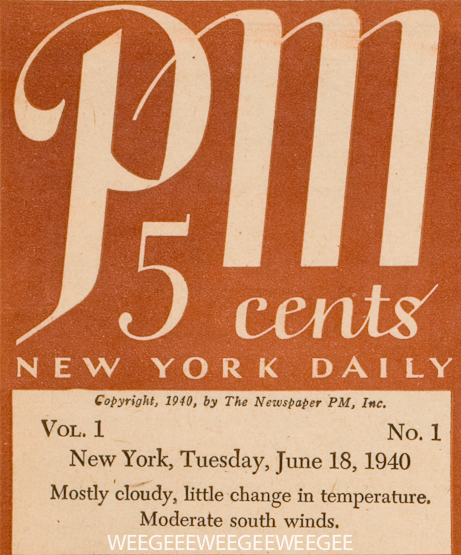 PM
5 cents
NEW YORK DAILY
Copyright, 1940, by The Newspaper PM, Inc.
VOL. 1 No. 1
New York, Tuesday, June 18, 1940
Mostly cloudy, little change in temperature.
Moderate south winds.
WEEGEEEWEEGEEWEEGEE